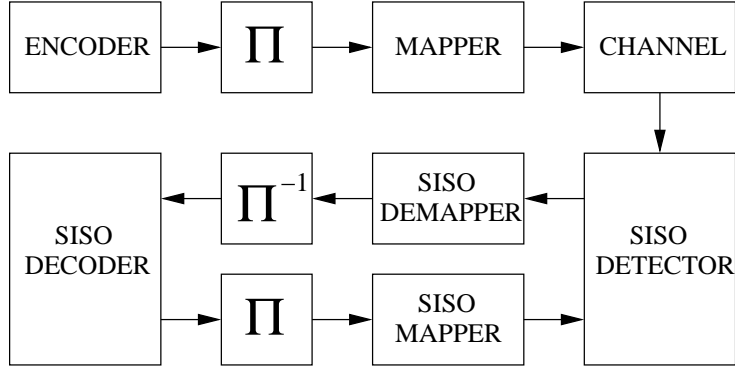 ENCODER
Π
MAPPER
CHANNEL
SISO
DECODER
Π⁻¹
SISO
DEMAPPER
SISO
DETECTOR
Π
SISO
MAPPER